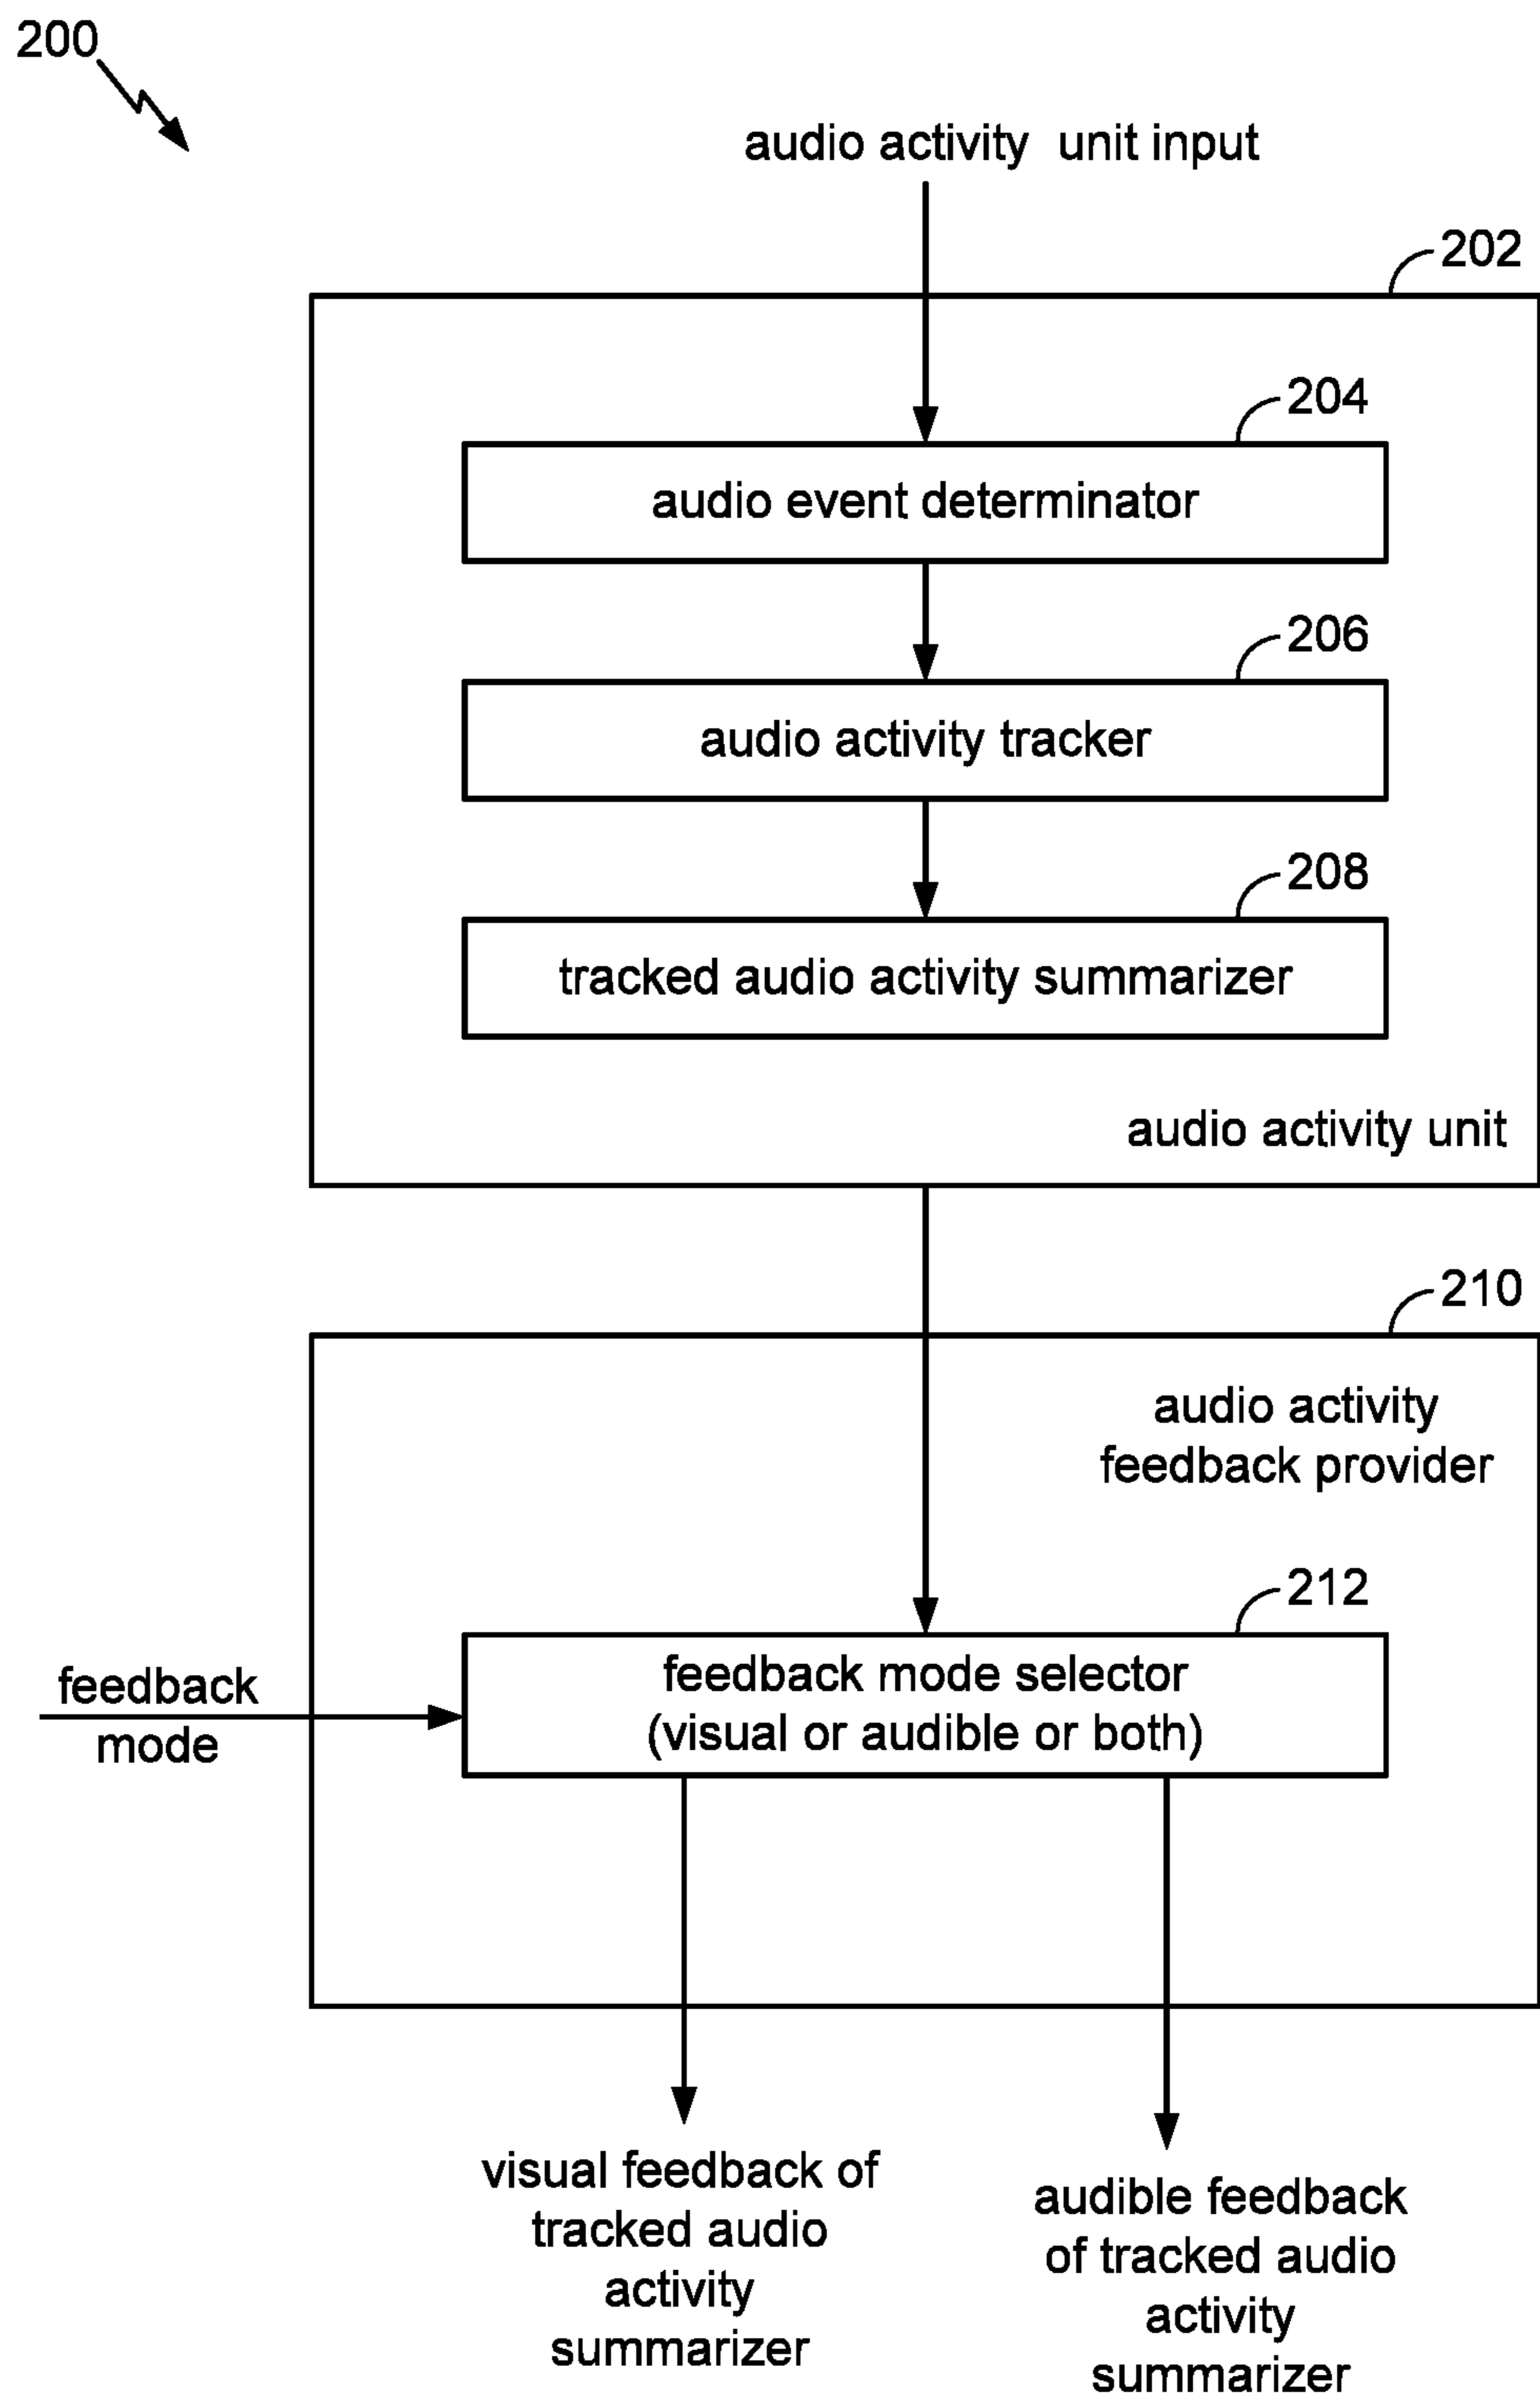 200
audio activity unit input
202
204
audio event determinator
206
audio activity tracker
208
tracked audio activity summarizer
audio activity unit
210
audio activity
feedback provider
212
feedback mode selector
(visual or audible or both)
feedback
mode
visual feedback of
tracked audio
activity
summarizer
audible feedback
of tracked audio
activity
summarizer